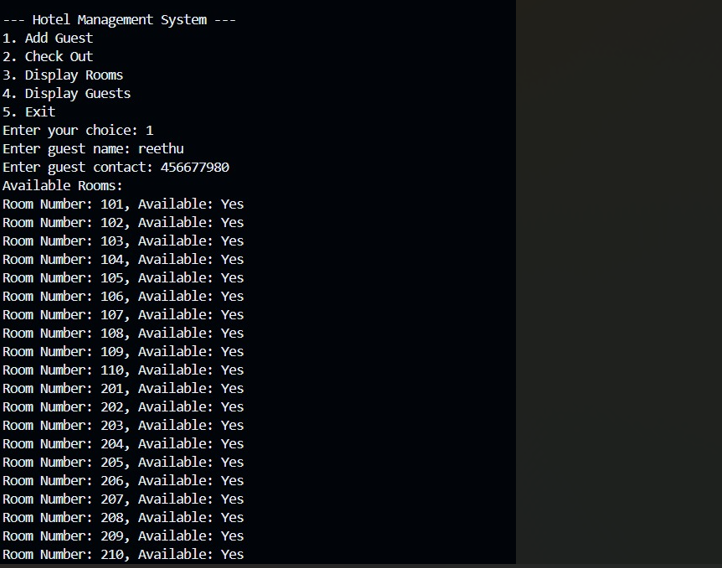 --- Hotel Management System ---
1. Add Guest
2. Check Out
3. Display Rooms
4. Display Guests
5. Exit
Enter your choice: 1
Enter guest name: reethu
Enter guest contact: 456677980
Available Rooms:
Room Number: 101, Available: Yes
Room Number: 102, Available: Yes
Room Number: 103, Available: Yes
Room Number: 104, Available: Yes
Room Number: 105, Available: Yes
Room Number: 106, Available: Yes
Room Number: 107, Available: Yes
Room Number: 108, Available: Yes
Room Number: 109, Available: Yes
Room Number: 110, Available: Yes
Room Number: 201, Available: Yes
Room Number: 202, Available: Yes
Room Number: 203, Available: Yes
Room Number: 204, Available: Yes
Room Number: 205, Available: Yes
Room Number: 206, Available: Yes
Room Number: 207, Available: Yes
Room Number: 208, Available: Yes
Room Number: 209, Available: Yes
Room Number: 210, Available: Yes